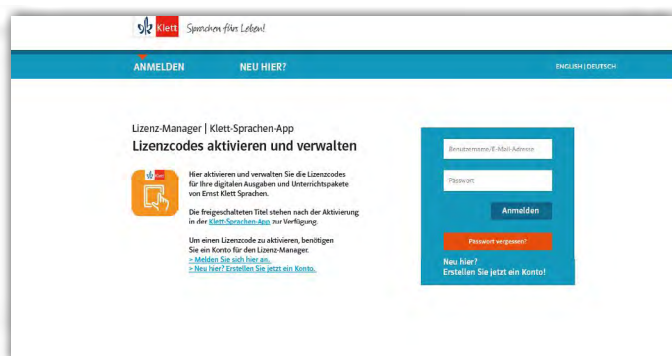 Klett Sprachen fürs Leben!
ANMELDEN NEU HIER? ENGLISH | DEUTSCH
Lizenz-Manager | Klett-Sprachen-App
Lizenzcodes aktivieren und verwalten
Klett
Hier aktivieren und verwalten Sie die Lizenzcodes
für Ihre digitalen Ausgaben und Unterrichtspakete
von Ernst Klett Sprachen.
Die freigeschalteten Titel stehen nach der Aktivierung
in der Klett-Sprachen-App zur Verfügung.
Um einen Lizenzcode zu aktivieren, benötigen
Sie ein Konto für den Lizenz-Manager.
> Melden Sie sich hier an.
> Neu hier? Erstellen Sie jetzt ein Konto.
Benutzername/E-Mail-Adresse
Passwort
Anmelden
Passwort vergessen?
Neu hier?
Erstellen Sie jetzt ein Konto!